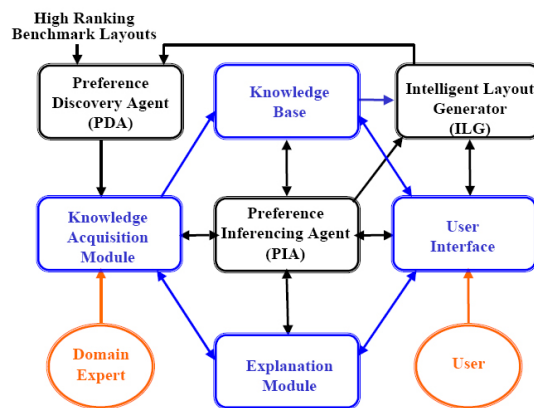 High Ranking
Benchmark Layouts
Preference
Discovery Agent
(PDA)
Knowledge
Base
Intelligent Layout
Generator
(ILG)
Knowledge
Acquisition
Module
Preference
Inferencing Agent
(PIA)
User
Interface
Domain
Expert
Explanation
Module
User